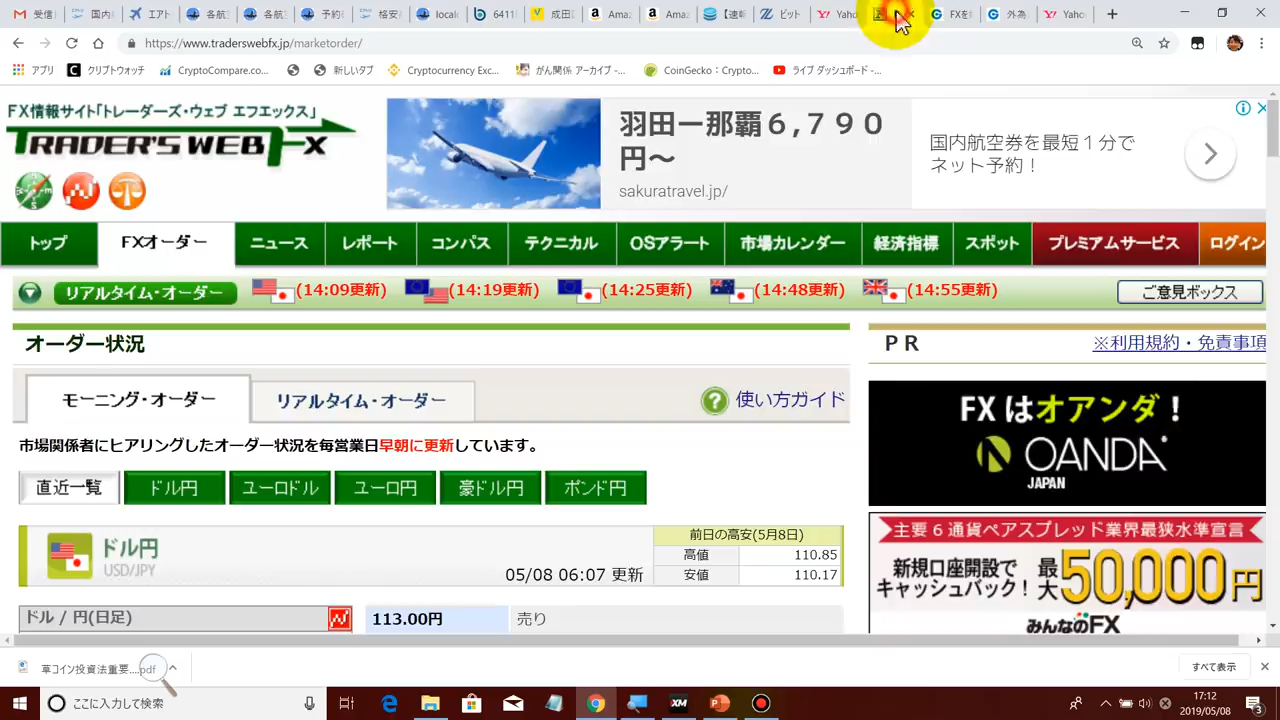 国内
エアト
各航
各航
予約
格安
local
6411
成田
Amaz
Amaz
【速報
ビット
Yaho
FXを
外為
Yaho
https://www.traderswebfx.jp/marketorder/
アプリ
クリプトウォッチ
CryptoCompare.co...
新しいタブ
Cryptocurrency Exc...
がん関係 アーカイブ -...
CoinGecko：Crypto...
ライブ ダッシュボード -...
FX情報サイト「トレーダーズ・ウェブ エフエックス」
TRADER'S WEB Fx
羽田ー那覇６,７９０
円〜
sakuratravel.jp/
国内航空券を最短１分で
ネット予約！
トップ
FXオーダー
ニュース
レポート
コンパス
テクニカル
OSアラート
市場カレンダー
経済指標
スポット
プレミアムサービス
ログイン
リアルタイム・オーダー
(14:09更新)
(14:19更新)
(14:25更新)
(14:48更新)
(14:55更新)
ご意見ボックス
オーダー状況
ＰＲ
※利用規約・免責事項
モーニング・オーダー
リアルタイム・オーダー
使い方ガイド
市場関係者にヒアリングしたオーダー状況を毎営業日早朝に更新しています。
直近一覧
ドル円
ユーロドル
ユーロ円
豪ドル円
ポンド円
ドル円
USD/JPY
05/08 06:07 更新
前日の高安(5月8日)
高値 110.85
安値 110.17
ドル / 円(日足)
113.00円
売り
FX はオアンダ！
OANDA
JAPAN
主要６通貨ペアスプレッド業界最狭水準宣言
新規口座開設で
キャッシュバック！
最大50,000円
みんなのFX
草コイン投資法重要....pdf
すべて表示
ここに入力して検索
XM
17:12
2019/05/08
3